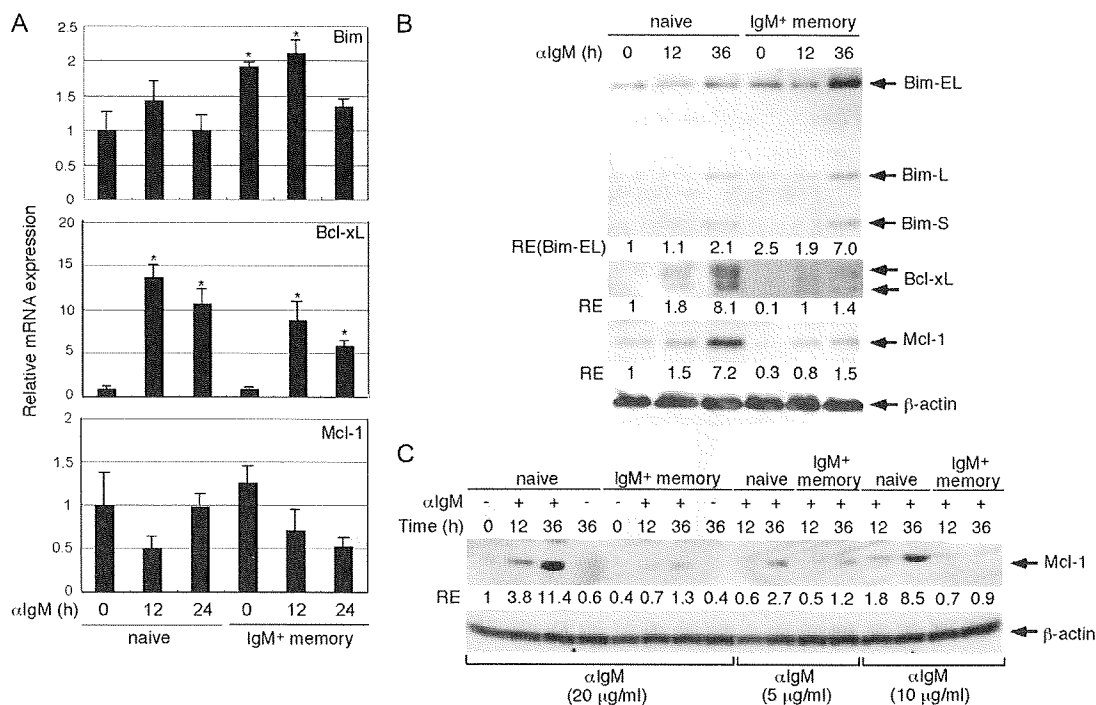 A
Relative mRNA expression
2.5
2
1.5
1
0.5
0
Bim
20
15
10
5
0
Bcl-xL
2
1.5
1
0.5
0
Mcl-1
* * * * * *
αIgM (h) 0 12 24 0 12 24
naive IgM⁺ memory
B
naive IgM⁺ memory
αIgM (h) 0 12 36 0 12 36
Bim-EL
Bim-L
Bim-S
RE(Bim-EL) 1 1.1 2.1 2.5 1.9 7.0
Bcl-xL
RE 1 1.8 8.1 0.1 1 1.4
Mcl-1
RE 1 1.5 7.2 0.3 0.8 1.5
β-actin
C
naive IgM⁺ memory naive IgM⁺ memory naive IgM⁺ memory
αIgM - + + - - + + - + + + + + + + +
Time (h) 0 12 36 36 0 12 36 36 12 36 12 36 12 36 12 36
Mcl-1
RE 1 3.8 11.4 0.6 0.4 0.7 1.3 0.4 0.6 2.7 0.5 1.2 1.8 8.5 0.7 0.9
β-actin
αIgM (20 μg/ml) αIgM (5 μg/ml) αIgM (10 μg/ml)